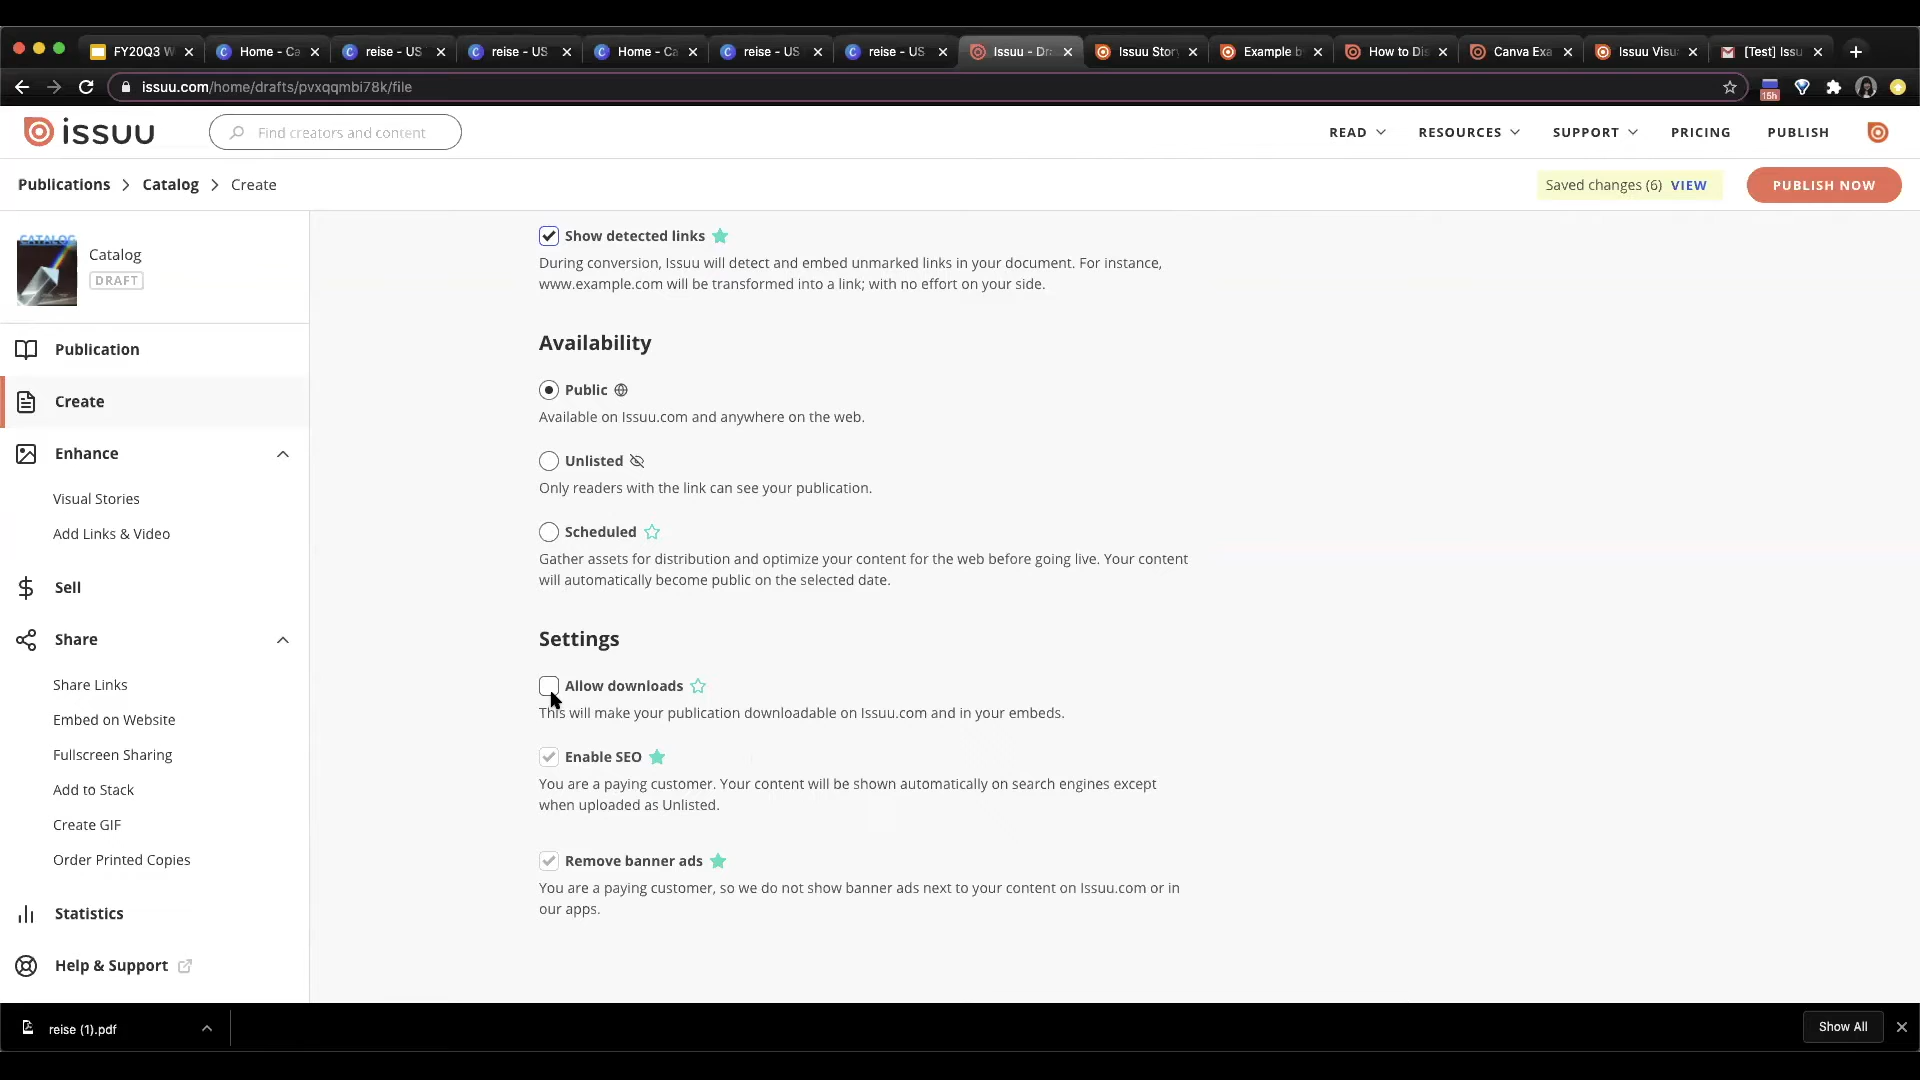 FY20Q3 W
Home - Ca
reise - US
reise - US
Home - Ca
reise - US
reise - US
Issuu - Dra
Issuu Story
Example b
How to Dis
Canva Exa
Issuu Visu
[Test] Issu
issuu.com/home/drafts/pvxqqmbi78k/file
15h
issuu
Find creators and content
READ
RESOURCES
SUPPORT
PRICING
PUBLISH
Publications > Catalog > Create
Saved changes (6) VIEW
PUBLISH NOW
CATALOG
Catalog
DRAFT
Publication
Create
Enhance
Visual Stories
Add Links & Video
Sell
Share
Share Links
Embed on Website
Fullscreen Sharing
Add to Stack
Create GIF
Order Printed Copies
Statistics
Help & Support
Show detected links
During conversion, Issuu will detect and embed unmarked links in your document. For instance,
www.example.com will be transformed into a link; with no effort on your side.
Availability
Public
Available on Issuu.com and anywhere on the web.
Unlisted
Only readers with the link can see your publication.
Scheduled
Gather assets for distribution and optimize your content for the web before going live. Your content
will automatically become public on the selected date.
Settings
Allow downloads
This will make your publication downloadable on Issuu.com and in your embeds.
Enable SEO
You are a paying customer. Your content will be shown automatically on search engines except
when uploaded as Unlisted.
Remove banner ads
You are a paying customer, so we do not show banner ads next to your content on Issuu.com or in
our apps.
reise (1).pdf
Show All